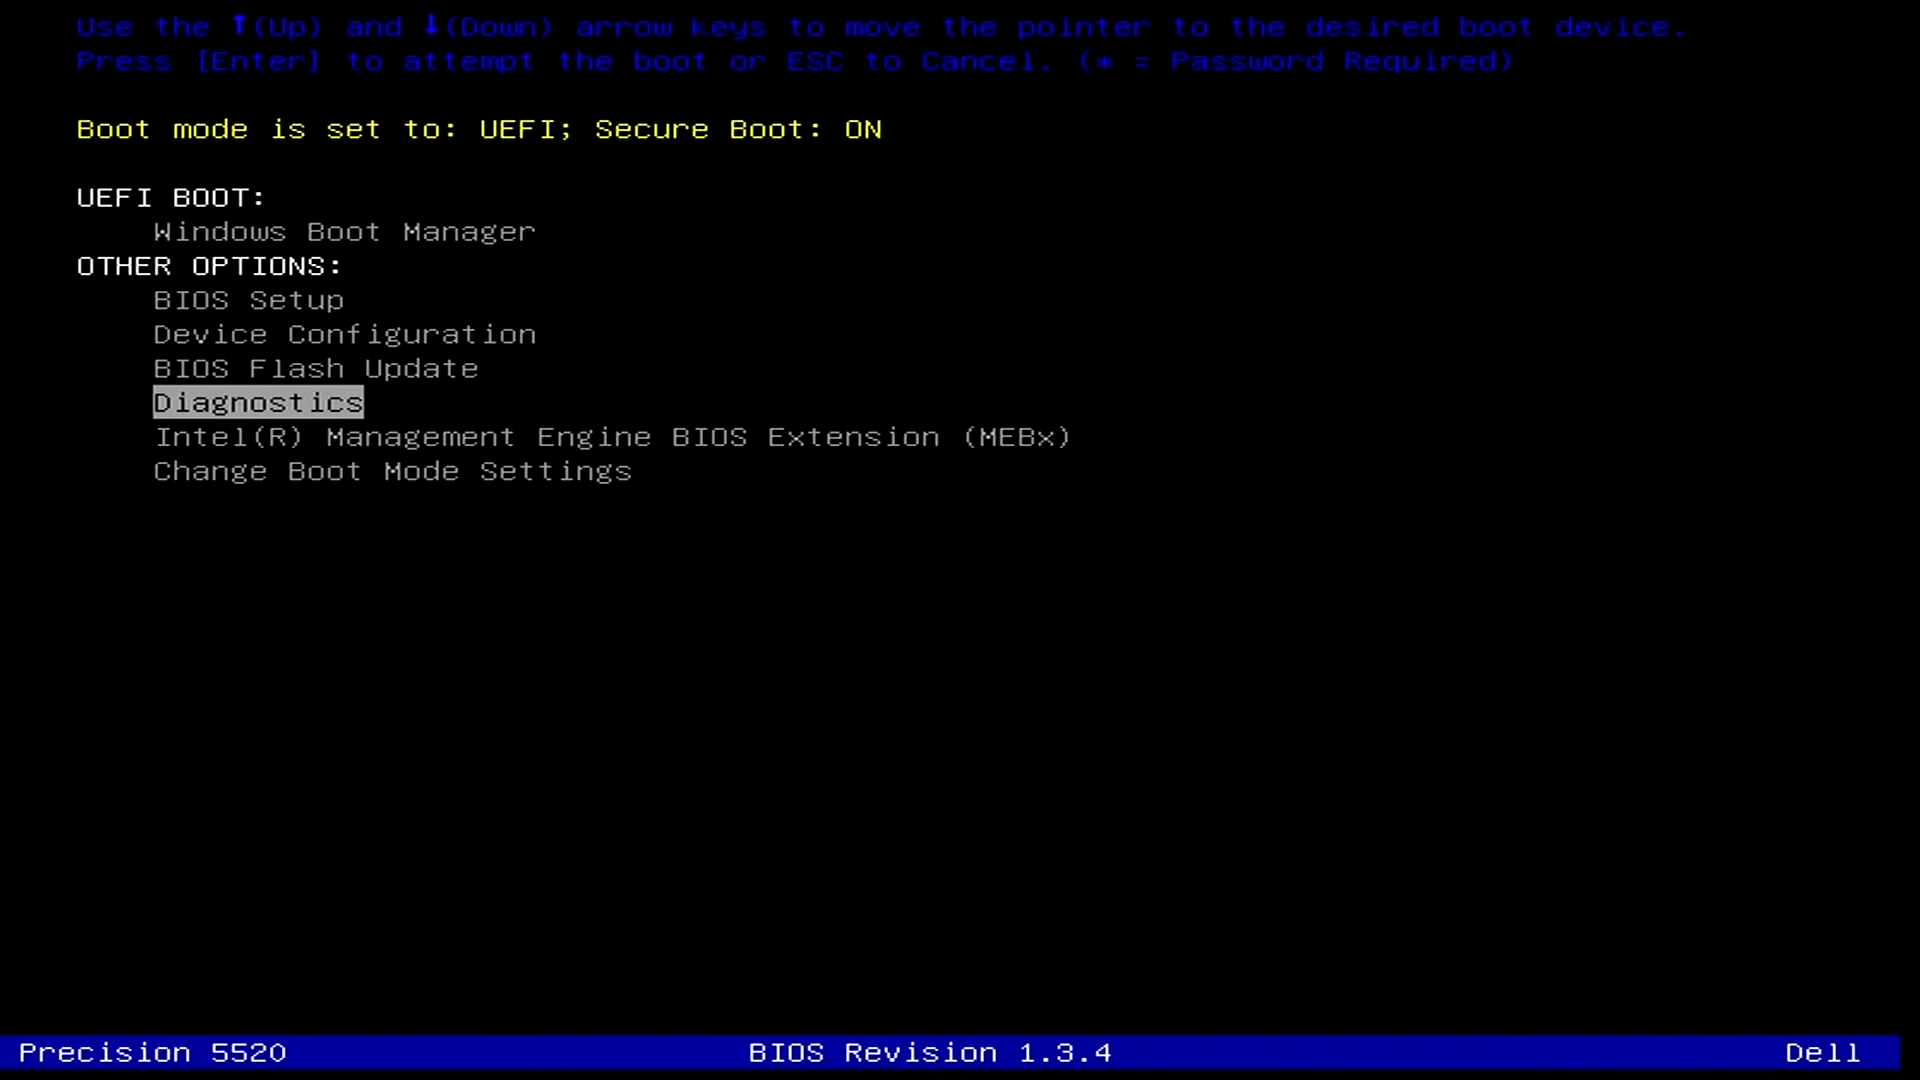 Use the ↑(Up) and ↓(Down) arrow keys to move the pointer to the desired boot device.
Press [Enter] to attempt the boot or ESC to Cancel. (* = Password Required)
Boot mode is set to: UEFI; Secure Boot: ON
UEFI BOOT:
Windows Boot Manager
OTHER OPTIONS:
BIOS Setup
Device Configuration
BIOS Flash Update
Diagnostics
Intel(R) Management Engine BIOS Extension (MEBx)
Change Boot Mode Settings
Precision 5520 BIOS Revision 1.3.4 Dell